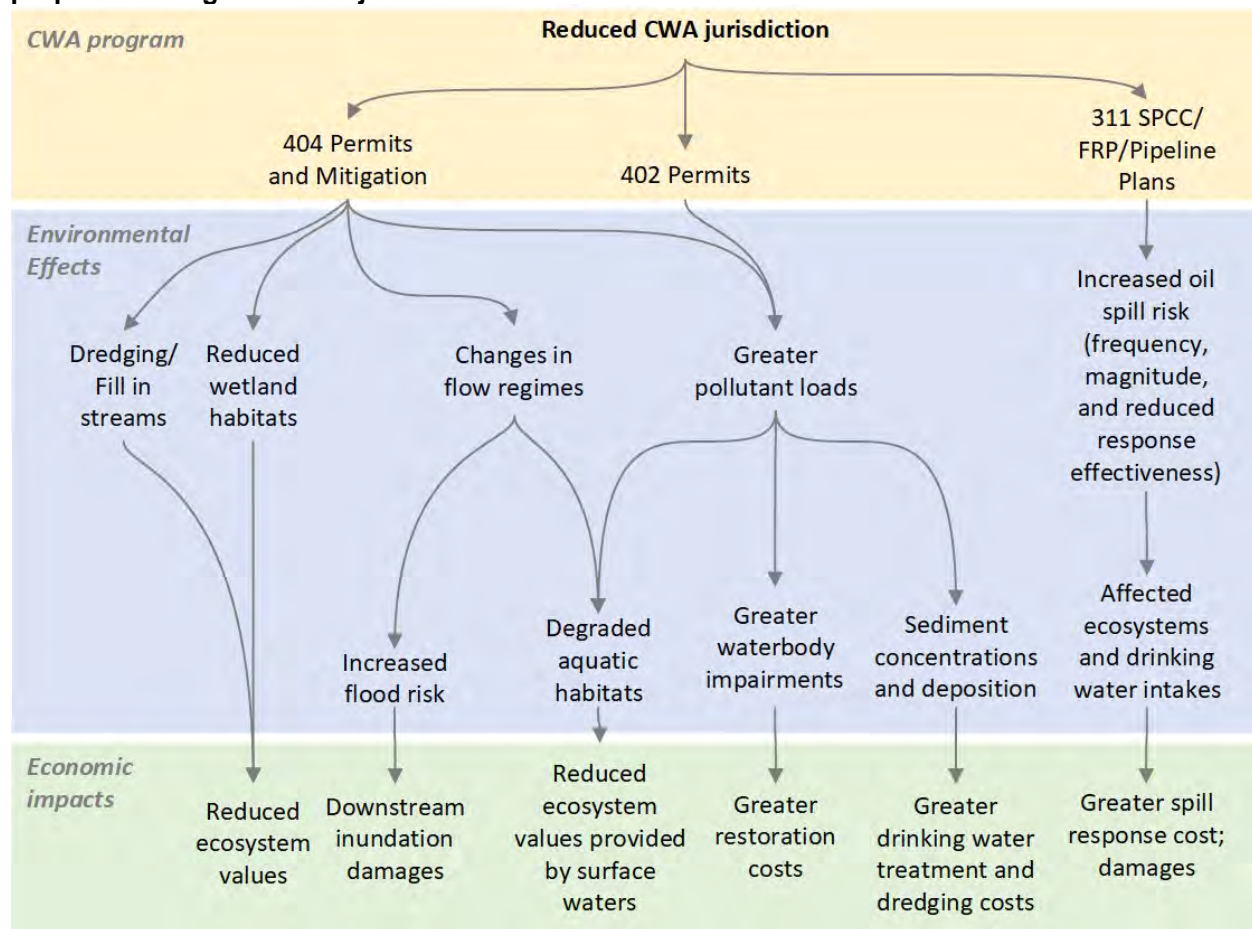 CWA program
Reduced CWA jurisdiction
404 Permits
and Mitigation
402 Permits
311 SPCC/
FRP/Pipeline
Plans
Environmental
Effects
Dredging/
Fill in
streams
Reduced
wetland
habitats
Changes in
flow regimes
Greater
pollutant loads
Increased oil
spill risk
(frequency,
magnitude,
and reduced
response
effectiveness)
Increased
flood risk
Degraded
aquatic
habitats
Greater
waterbody
impairments
Sediment
concentrations
and deposition
Affected
ecosystems
and drinking
water intakes
Economic
impacts
Reduced
ecosystem
values
Downstream
inundation
damages
Reduced
ecosystem
values provided
by surface
waters
Greater
restoration
costs
Greater
drinking water
treatment and
dredging costs
Greater spill
response cost;
damages